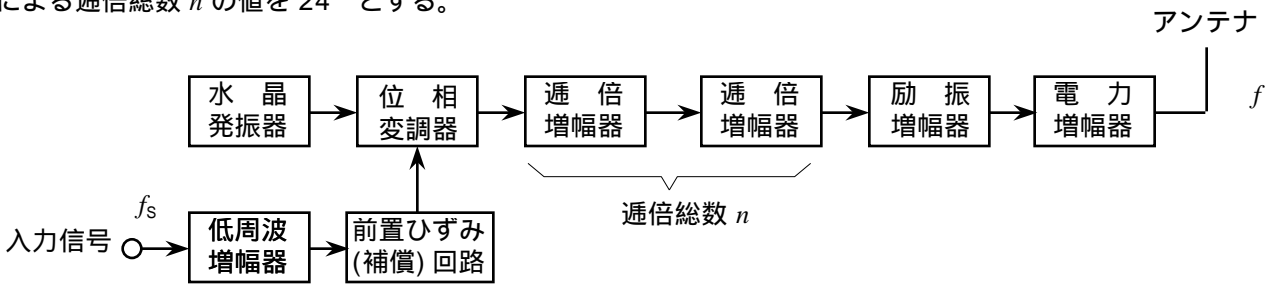 による逓倍総数 n の値を 24 とする。
アンテナ
水 晶
発振器
位 相
変調器
逓 倍
増幅器
逓 倍
増幅器
励 振
増幅器
電 力
増幅器
f
逓倍総数 n
fS
入力信号
低周波
増幅器
前置ひずみ
(補償) 回路